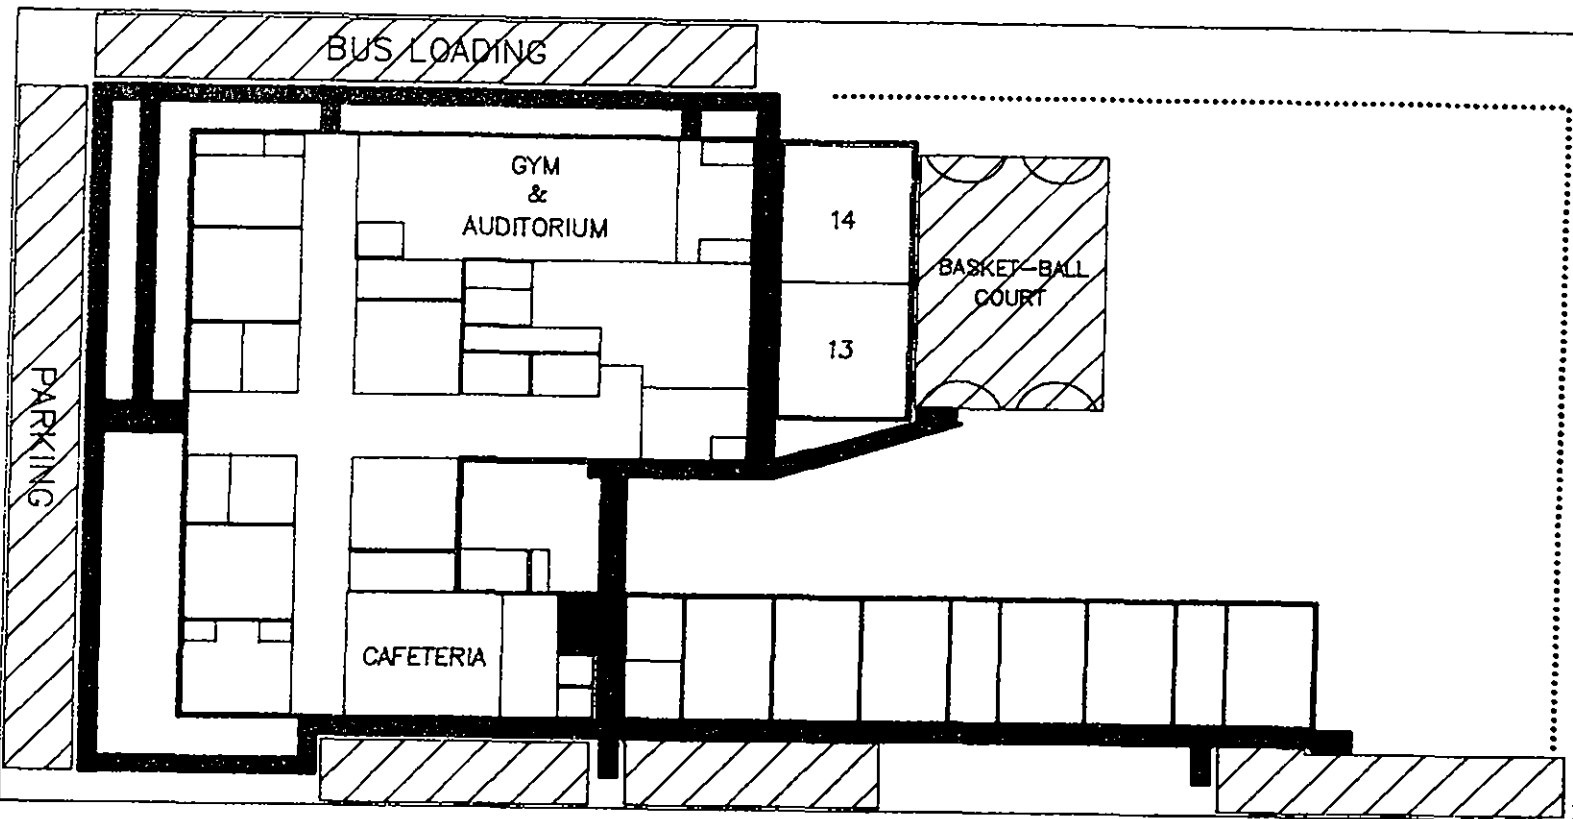 BUS LOADING
GYM
&
AUDITORIUM
14
BASKET-BALL
COURT
13
PARKING
CAFETERIA